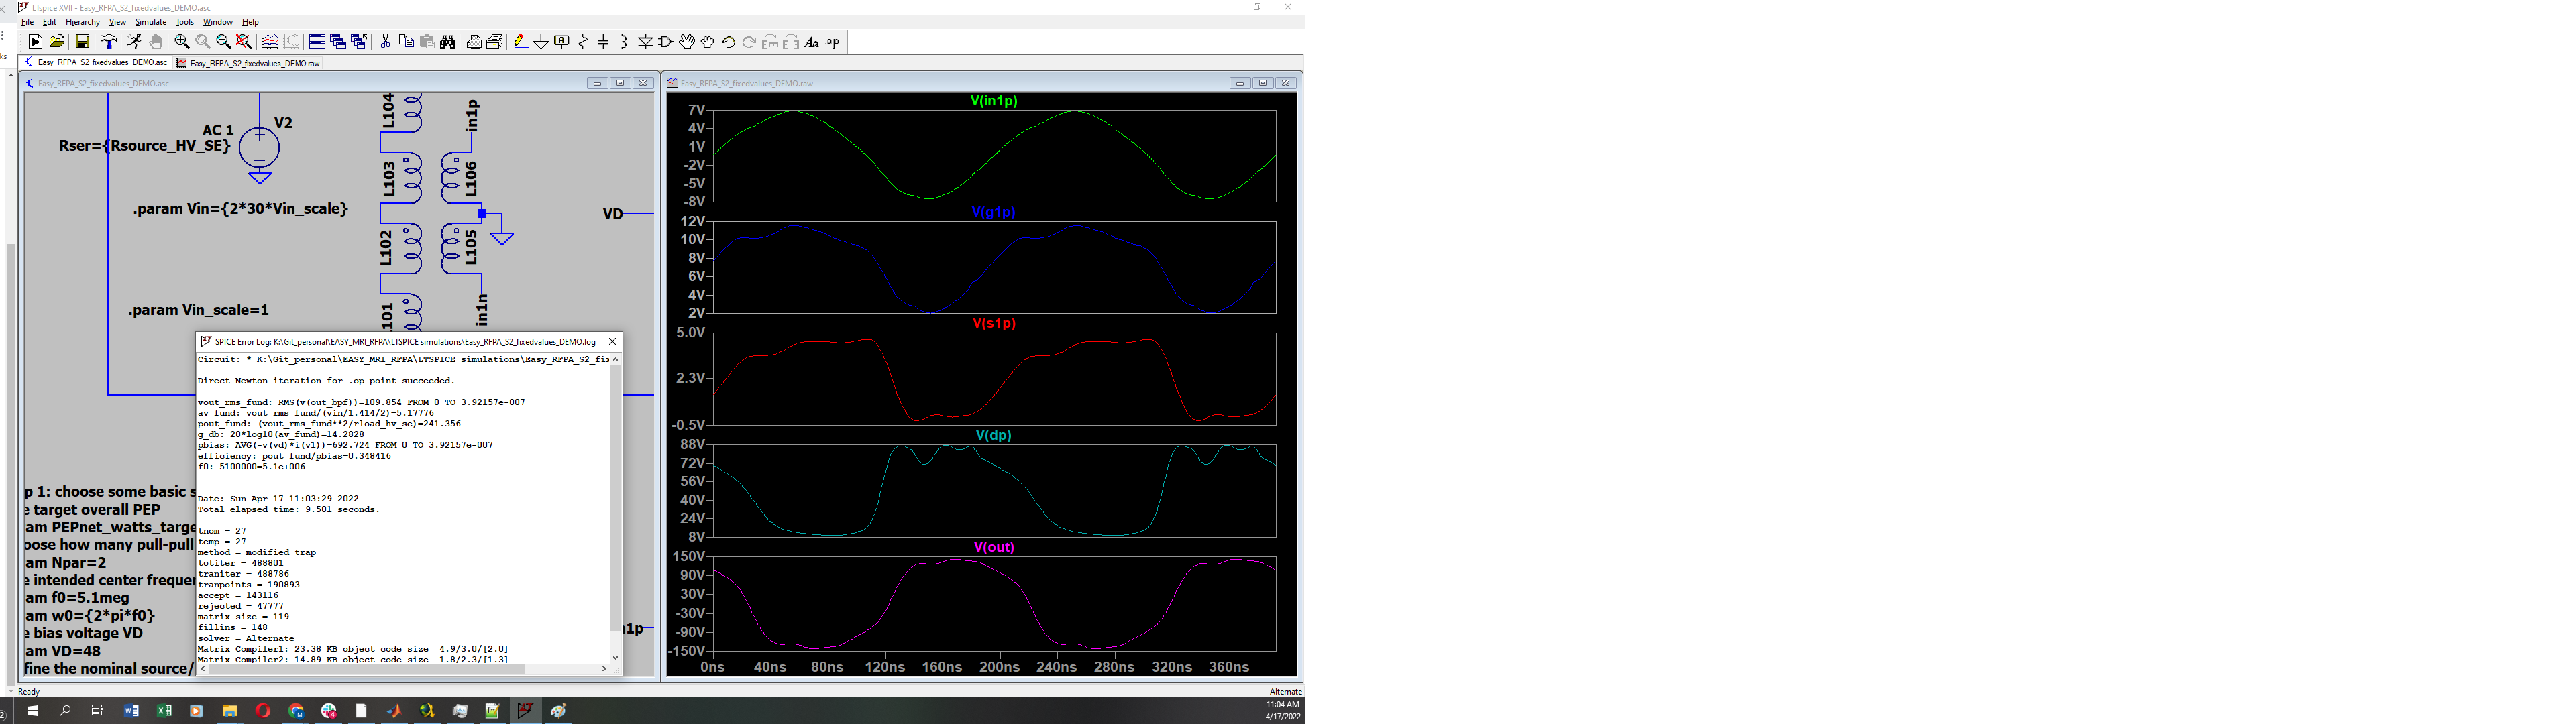 LTspice XVII - Easy_RFPA_S2_fixedvalues_DEMO.asc
File Edit Hierarchy View Simulate Tools Window Help
Easy_RFPA_S2_fixedvalues_DEMO.asc Easy_RFPA_S2_fixedvalues_DEMO.raw
Easy_RFPA_S2_fixedvalues_DEMO.asc
AC 1
V2
Rser={Rsource_HV_SE}
L104
in1p
L103
L106
.param Vin={2*30*Vin_scale}
VD
L102
L105
.param Vin_scale=1
L101
in1n
p 1: choose some basic s
e target overall PEP
am PEPnet_watts_targe
oose how many pull-pull
am Npar=2
e intended center frequer
am f0=5.1meg
am w0={2*pi*f0}
e bias voltage VD
am VD=48
fine the nominal source/
n1p
SPICE Error Log: K:\Git_personal\EASY_MRI_RFPA\LTSPICE simulations\Easy_RFPA_S2_fixedvalues_DEMO.log
Circuit: * K:\Git_personal\EASY_MRI_RFPA\LTSPICE simulations\Easy_RFPA_S2_fix
Direct Newton iteration for .op point succeeded.
vout_rms_fund: RMS(v(out_bpf))=109.854 FROM 0 TO 3.92157e-007
av_fund: vout_rms_fund/(vin/1.414/2)=5.17776
pout_fund: (vout_rms_fund**2/rload_hv_se)=241.356
g_db: 20*log10(av_fund)=14.2828
pbias: AVG(-v(vd)*i(v1))=692.724 FROM 0 TO 3.92157e-007
efficiency: pout_fund/pbias=0.348416
f0: 5100000=5.1e+006
Date: Sun Apr 17 11:03:29 2022
Total elapsed time: 9.501 seconds.
tnom = 27
temp = 27
method = modified trap
totiter = 488801
traniter = 488786
tranpoints = 190893
accept = 143116
rejected = 47777
matrix size = 119
fillins = 148
solver = Alternate
Matrix Compiler1: 23.38 KB object code size 4.9/3.0/[2.0]
Matrix Compiler2: 14.89 KB object code size 1.8/2.3/[1.3]
Easy_RFPA_S2_fixedvalues_DEMO.raw
V(in1p)
7V
4V
1V
-2V
-5V
-8V
V(g1p)
12V
10V
8V
6V
4V
2V
V(s1p)
5.0V
2.3V
-0.5V
V(dp)
88V
72V
56V
40V
24V
8V
V(out)
150V
90V
30V
-30V
-90V
-150V
0ns 40ns 80ns 120ns 160ns 200ns 240ns 280ns 320ns 360ns
Ready
Alternate
11:04 AM
4/17/2022